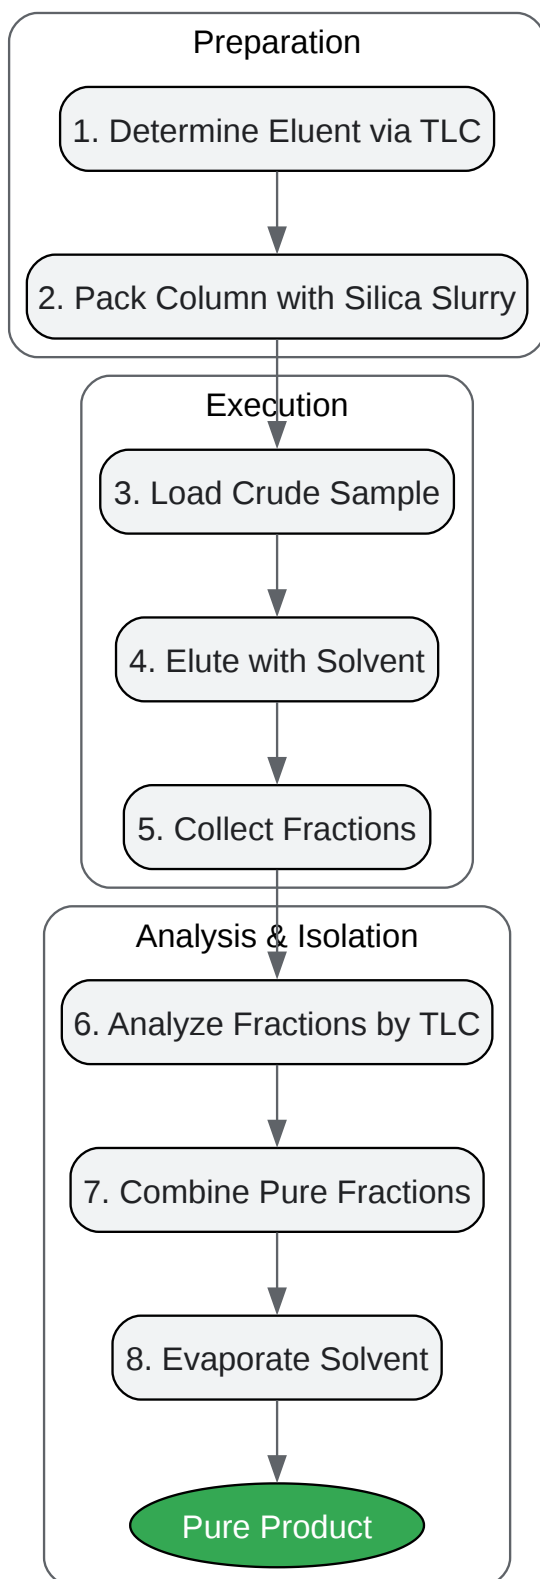 Preparation
1. Determine Eluent via TLC
2. Pack Column with Silica Slurry
Execution
3. Load Crude Sample
4. Elute with Solvent
5. Collect Fractions
Analysis & Isolation
6. Analyze Fractions by TLC
7. Combine Pure Fractions
8. Evaporate Solvent
Pure Product